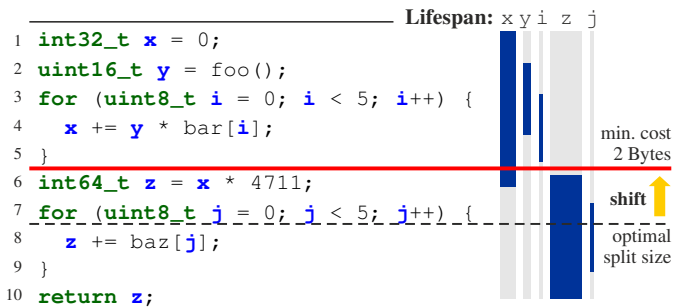 Lifespan: x y i z j
1 int32_t x = 0;
2 uint16_t y = foo();
3 for (uint8_t i = 0; i < 5; i++) {
4 x += y * bar[i];
min. cost
5 }
2 Bytes
6 int64_t z = x * 4711;
shift
7 for (uint8_t j = 0; j < 5; j++) {
optimal
8 z += baz[j];
split size
9 }
10 return z;